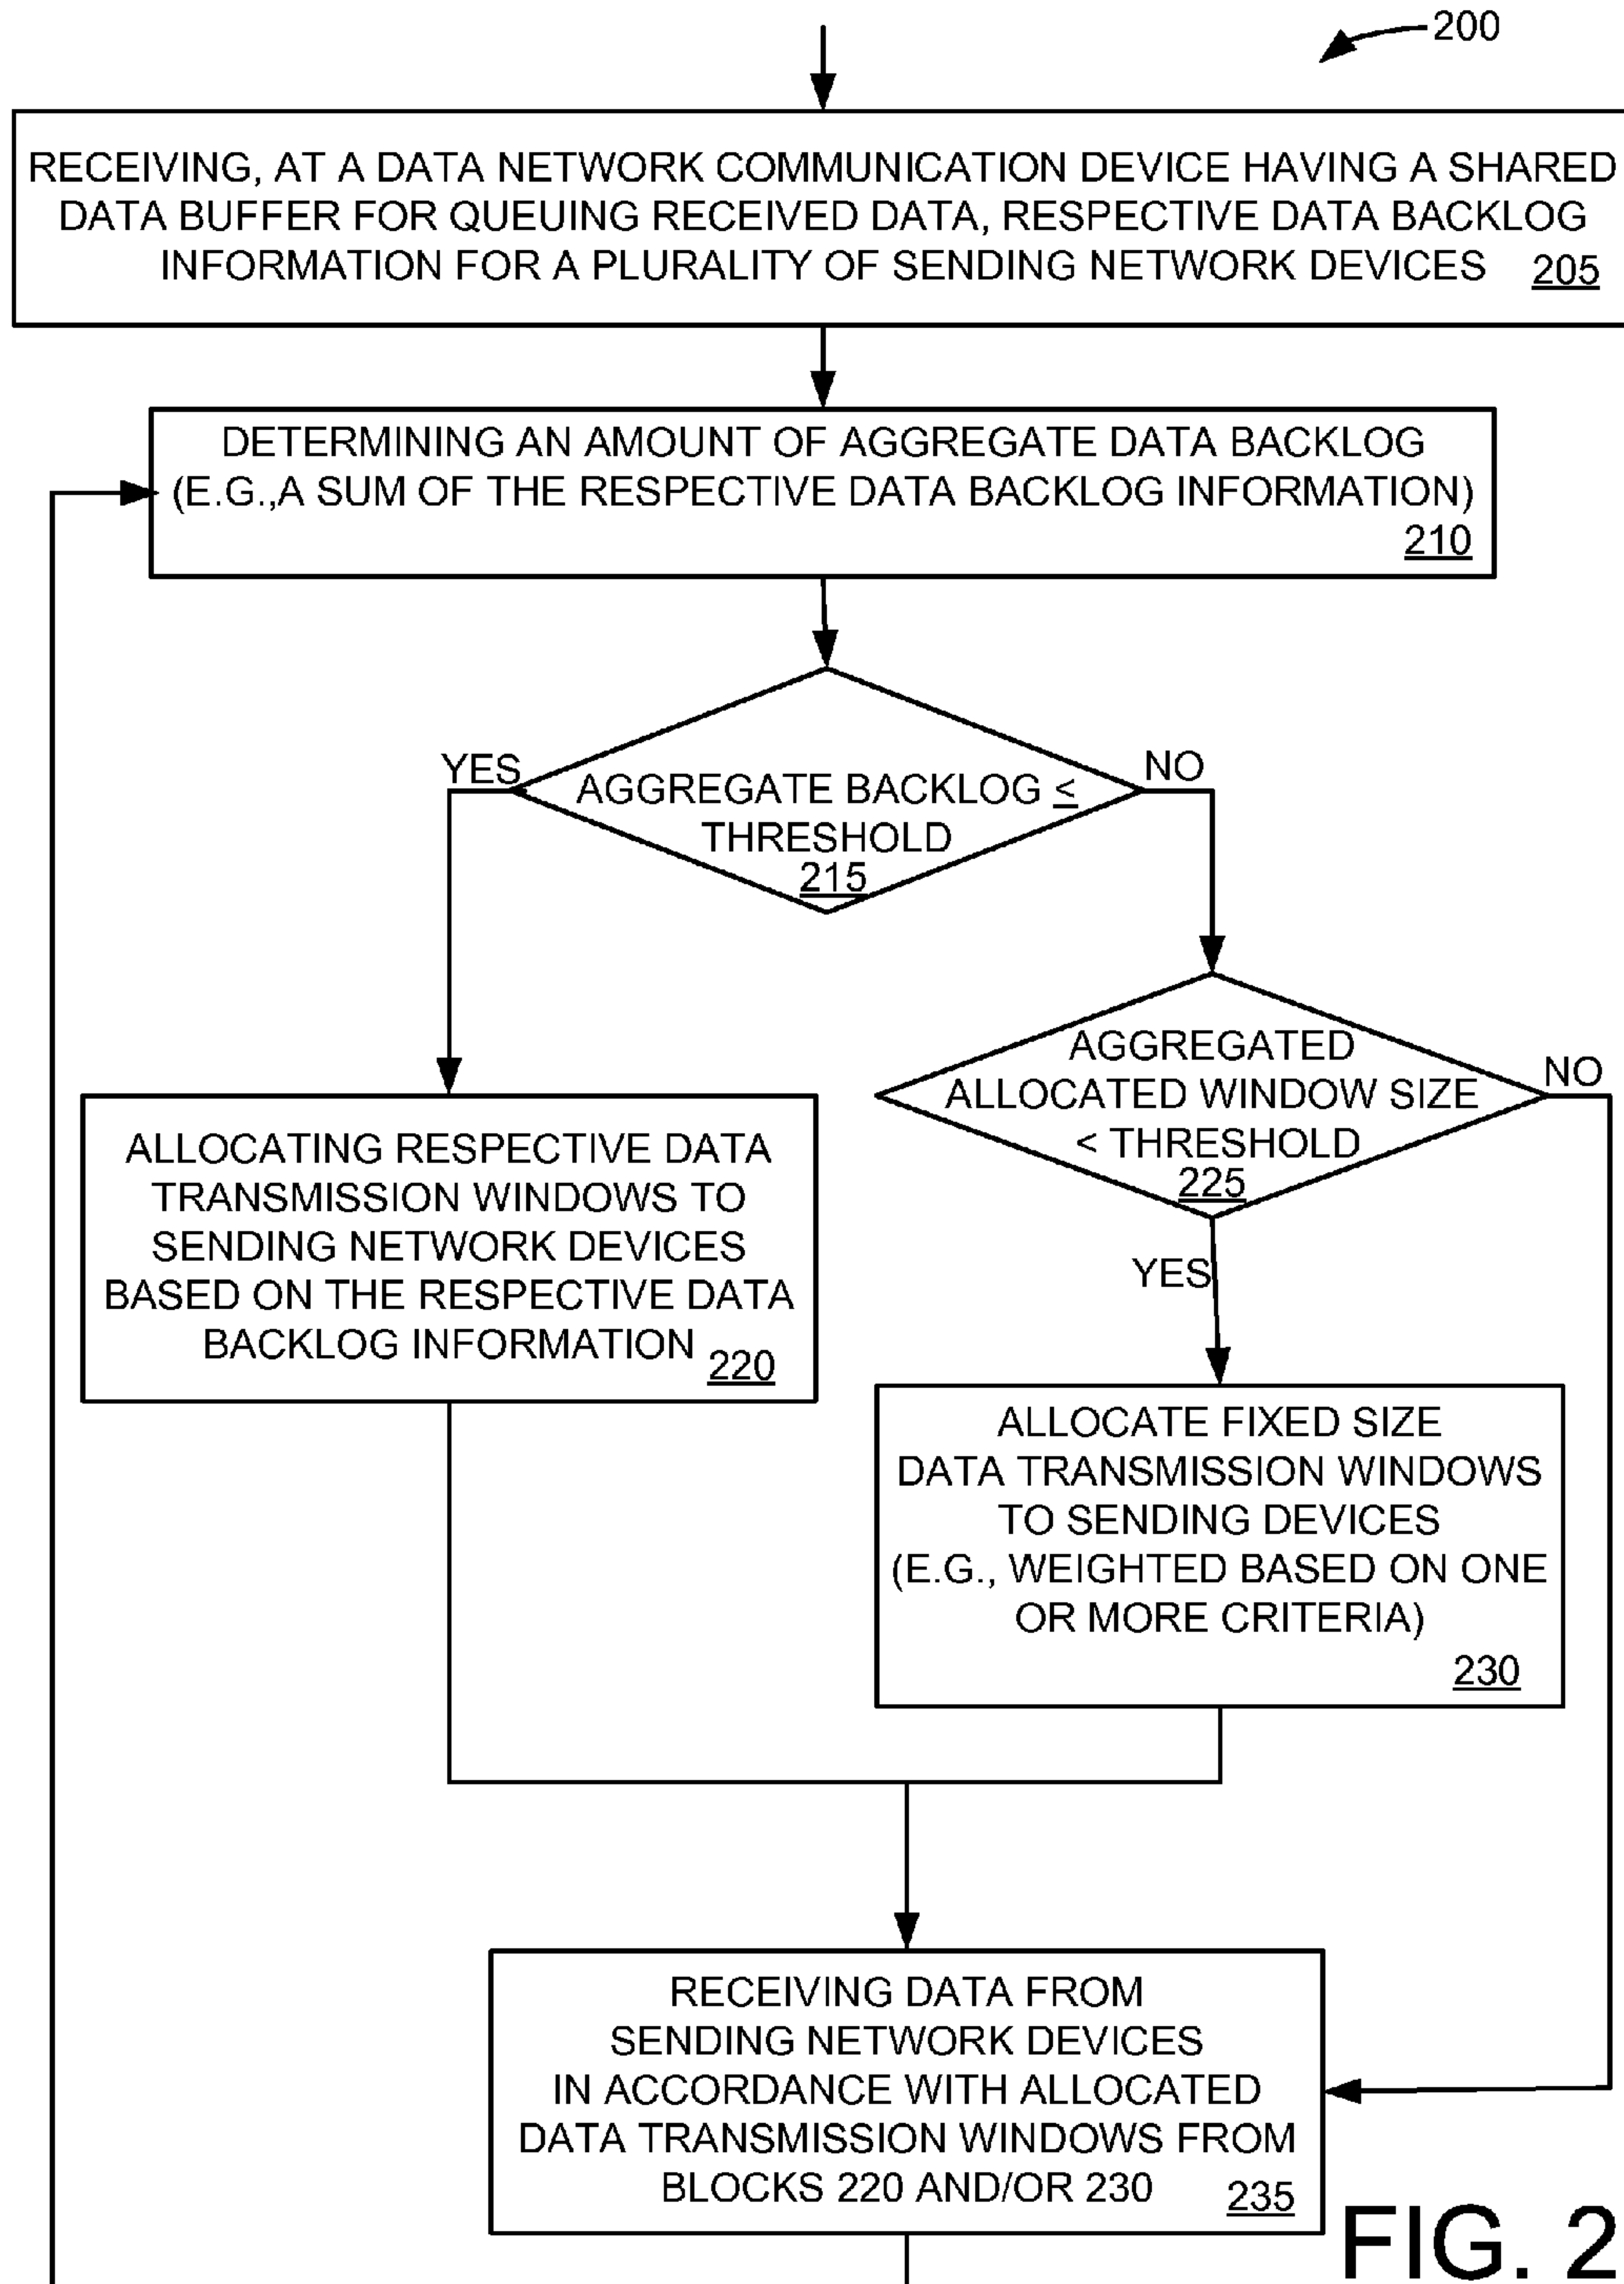 200
RECEIVING, AT A DATA NETWORK COMMUNICATION DEVICE HAVING A SHARED
DATA BUFFER FOR QUEUING RECEIVED DATA, RESPECTIVE DATA BACKLOG
INFORMATION FOR A PLURALITY OF SENDING NETWORK DEVICES 205
DETERMINING AN AMOUNT OF AGGREGATE DATA BACKLOG
(E.G.,A SUM OF THE RESPECTIVE DATA BACKLOG INFORMATION)
210
YES
NO
AGGREGATE BACKLOG ≤
THRESHOLD
215
AGGREGATED
ALLOCATED WINDOW SIZE
< THRESHOLD
225
NO
YES
ALLOCATING RESPECTIVE DATA
TRANSMISSION WINDOWS TO
SENDING NETWORK DEVICES
BASED ON THE RESPECTIVE DATA
BACKLOG INFORMATION 220
ALLOCATE FIXED SIZE
DATA TRANSMISSION WINDOWS
TO SENDING DEVICES
(E.G., WEIGHTED BASED ON ONE
OR MORE CRITERIA)
230
RECEIVING DATA FROM
SENDING NETWORK DEVICES
IN ACCORDANCE WITH ALLOCATED
DATA TRANSMISSION WINDOWS FROM
BLOCKS 220 AND/OR 230 235
FIG. 2